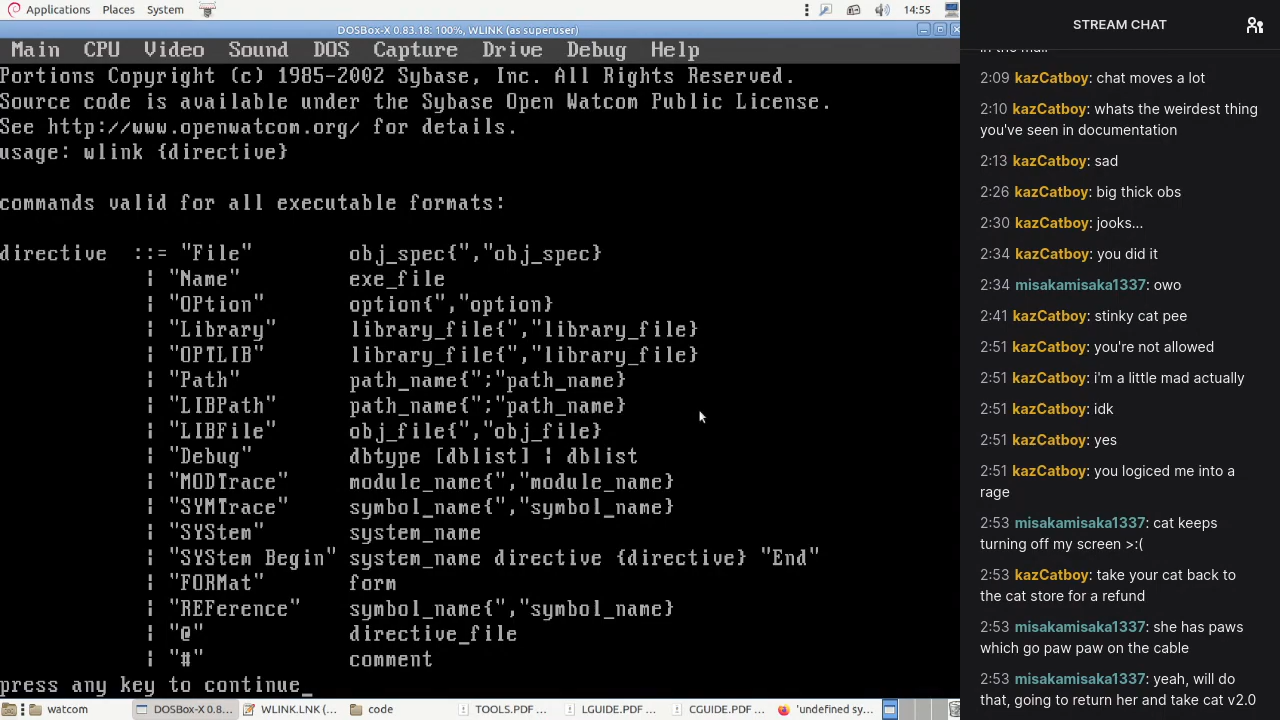 Applications Places System 14:55
DOSBox-X 0.83.18: 100%, WLINK (as superuser)
Main CPU Video Sound DOS Capture Drive Debug Help
Portions Copyright (c) 1985-2002 Sybase, Inc. All Rights Reserved.
Source code is available under the Sybase Open Watcom Public License.
See http://www.openwatcom.org/ for details.
usage: wlink {directive}
commands valid for all executable formats:
directive ::= "File" obj_spec{","obj_spec}
| "Name" exe_file
| "OPtion" option{","option}
| "Library" library_file{","library_file}
| "OPTLIB" library_file{","library_file}
| "Path" path_name{";"path_name}
| "LIBPath" path_name{";"path_name}
| "LIBFile" obj_file{","obj_file}
| "Debug" dbtype [dblist] | dblist
| "MODTrace" module_name{","module_name}
| "SYMTrace" symbol_name{","symbol_name}
| "SYStem" system_name
| "SYStem Begin" system_name directive {directive} "End"
| "FORMat" form
| "REFerence" symbol_name{","symbol_name}
| "@" directive_file
| "#" comment
press any key to continue_
watcom DOSBox-X 0.8... WLINK.LNK (... code TOOLS.PDF ... LGUIDE.PDF ... CGUIDE.PDF ... 'undefined sy...
STREAM CHAT
in the mail
2:09 kazCatboy: chat moves a lot
2:10 kazCatboy: whats the weirdest thing
you've seen in documentation
2:13 kazCatboy: sad
2:26 kazCatboy: big thick obs
2:30 kazCatboy: jooks...
2:34 kazCatboy: you did it
2:34 misakamisaka1337: owo
2:41 kazCatboy: stinky cat pee
2:51 kazCatboy: you're not allowed
2:51 kazCatboy: i'm a little mad actually
2:51 kazCatboy: idk
2:51 kazCatboy: yes
2:51 kazCatboy: you logiced me into a
rage
2:53 misakamisaka1337: cat keeps
turning off my screen >:(
2:53 kazCatboy: take your cat back to
the cat store for a refund
2:53 misakamisaka1337: she has paws
which go paw paw on the cable
2:53 misakamisaka1337: yeah, will do
that, going to return her and take cat v2.0